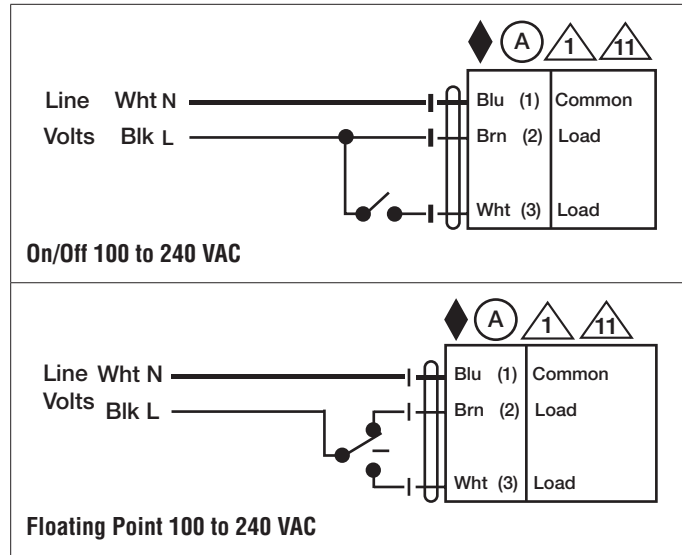 A 1 11
Line Wht N Blu (1) Common
Volts Blk L Brn (2) Load
Wht (3) Load
On/Off 100 to 240 VAC
A 1 11
Line Wht N Blu (1) Common
Volts Blk L Brn (2) Load
Wht (3) Load
Floating Point 100 to 240 VAC